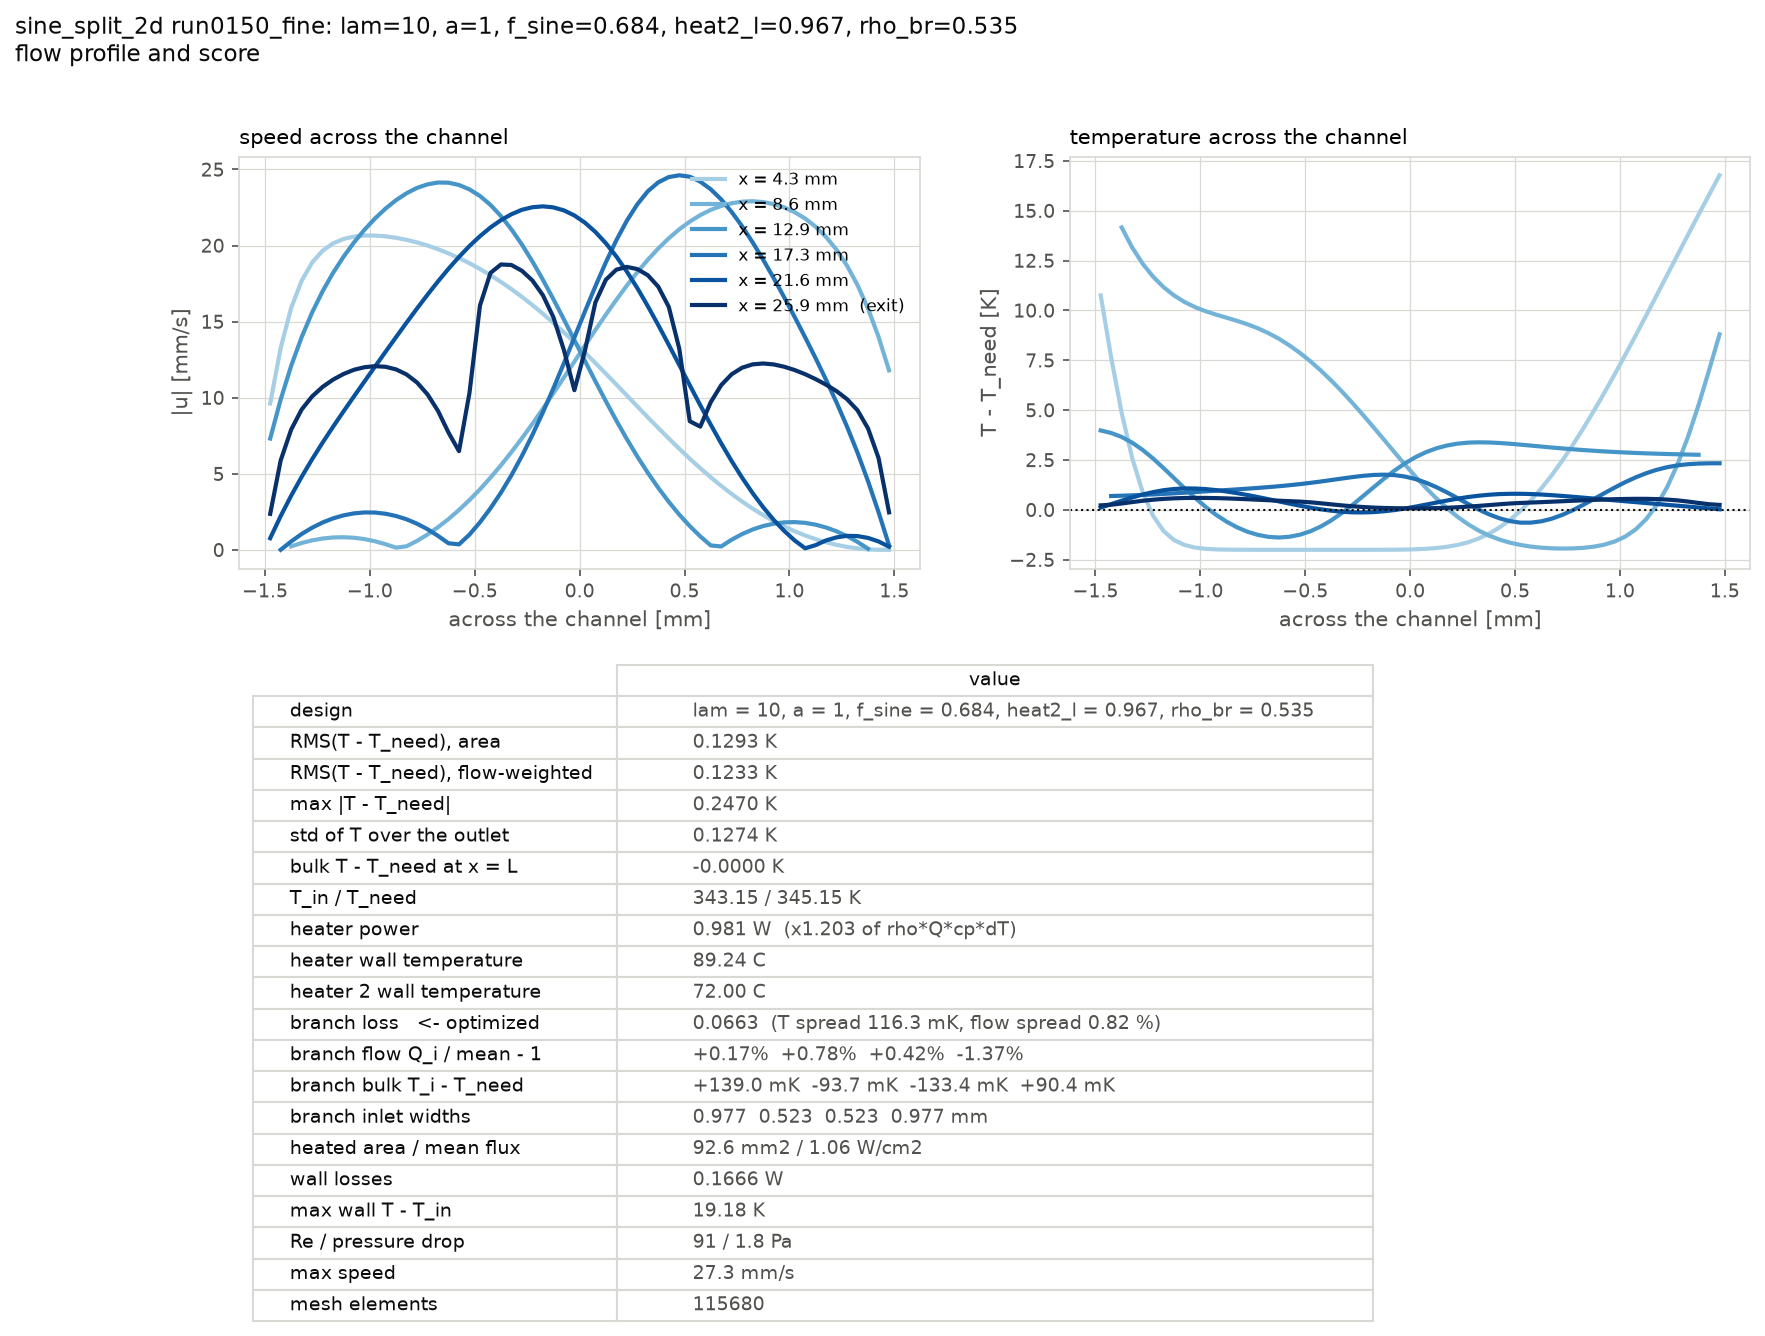 sine_split_2d run0150_fine: lam=10, a=1, f_sine=0.684, heat2_l=0.967, rho_br=0.535
flow profile and score
speed across the channel
25
20
15
10
5
0
|u| [mm/s]
−1.5 −1.0 −0.5 0.0 0.5 1.0 1.5
across the channel [mm]
x = 4.3 mm
x = 8.6 mm
x = 12.9 mm
x = 17.3 mm
x = 21.6 mm
x = 25.9 mm (exit)
temperature across the channel
17.5
15.0
12.5
10.0
7.5
5.0
2.5
0.0
−2.5
T - T_need [K]
−1.5 −1.0 −0.5 0.0 0.5 1.0 1.5
across the channel [mm]
value
design lam = 10, a = 1, f_sine = 0.684, heat2_l = 0.967, rho_br = 0.535
RMS(T - T_need), area 0.1293 K
RMS(T - T_need), flow-weighted 0.1233 K
max |T - T_need| 0.2470 K
std of T over the outlet 0.1274 K
bulk T - T_need at x = L -0.0000 K
T_in / T_need 343.15 / 345.15 K
heater power 0.981 W (x1.203 of rho*Q*cp*dT)
heater wall temperature 89.24 C
heater 2 wall temperature 72.00 C
branch loss <- optimized 0.0663 (T spread 116.3 mK, flow spread 0.82 %)
branch flow Q_i / mean - 1 +0.17% +0.78% +0.42% -1.37%
branch bulk T_i - T_need +139.0 mK -93.7 mK -133.4 mK +90.4 mK
branch inlet widths 0.977 0.523 0.523 0.977 mm
heated area / mean flux 92.6 mm2 / 1.06 W/cm2
wall losses 0.1666 W
max wall T - T_in 19.18 K
Re / pressure drop 91 / 1.8 Pa
max speed 27.3 mm/s
mesh elements 115680